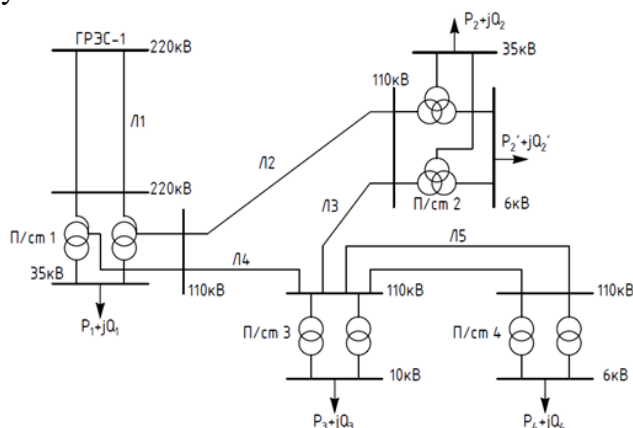 ГРЭС-1
220кВ
P₂+jQ₂
35кВ
110кВ
Л1
Л2
P₂'+jQ₂'
Л3
П/ст 2
6кВ
220кВ
П/ст 1
Л5
Л4
35кВ
110кВ
110кВ
110кВ
P₁+jQ₁
П/ст 3
П/ст 4
10кВ
6кВ
P₃+jQ₃
P₄+jQ₄